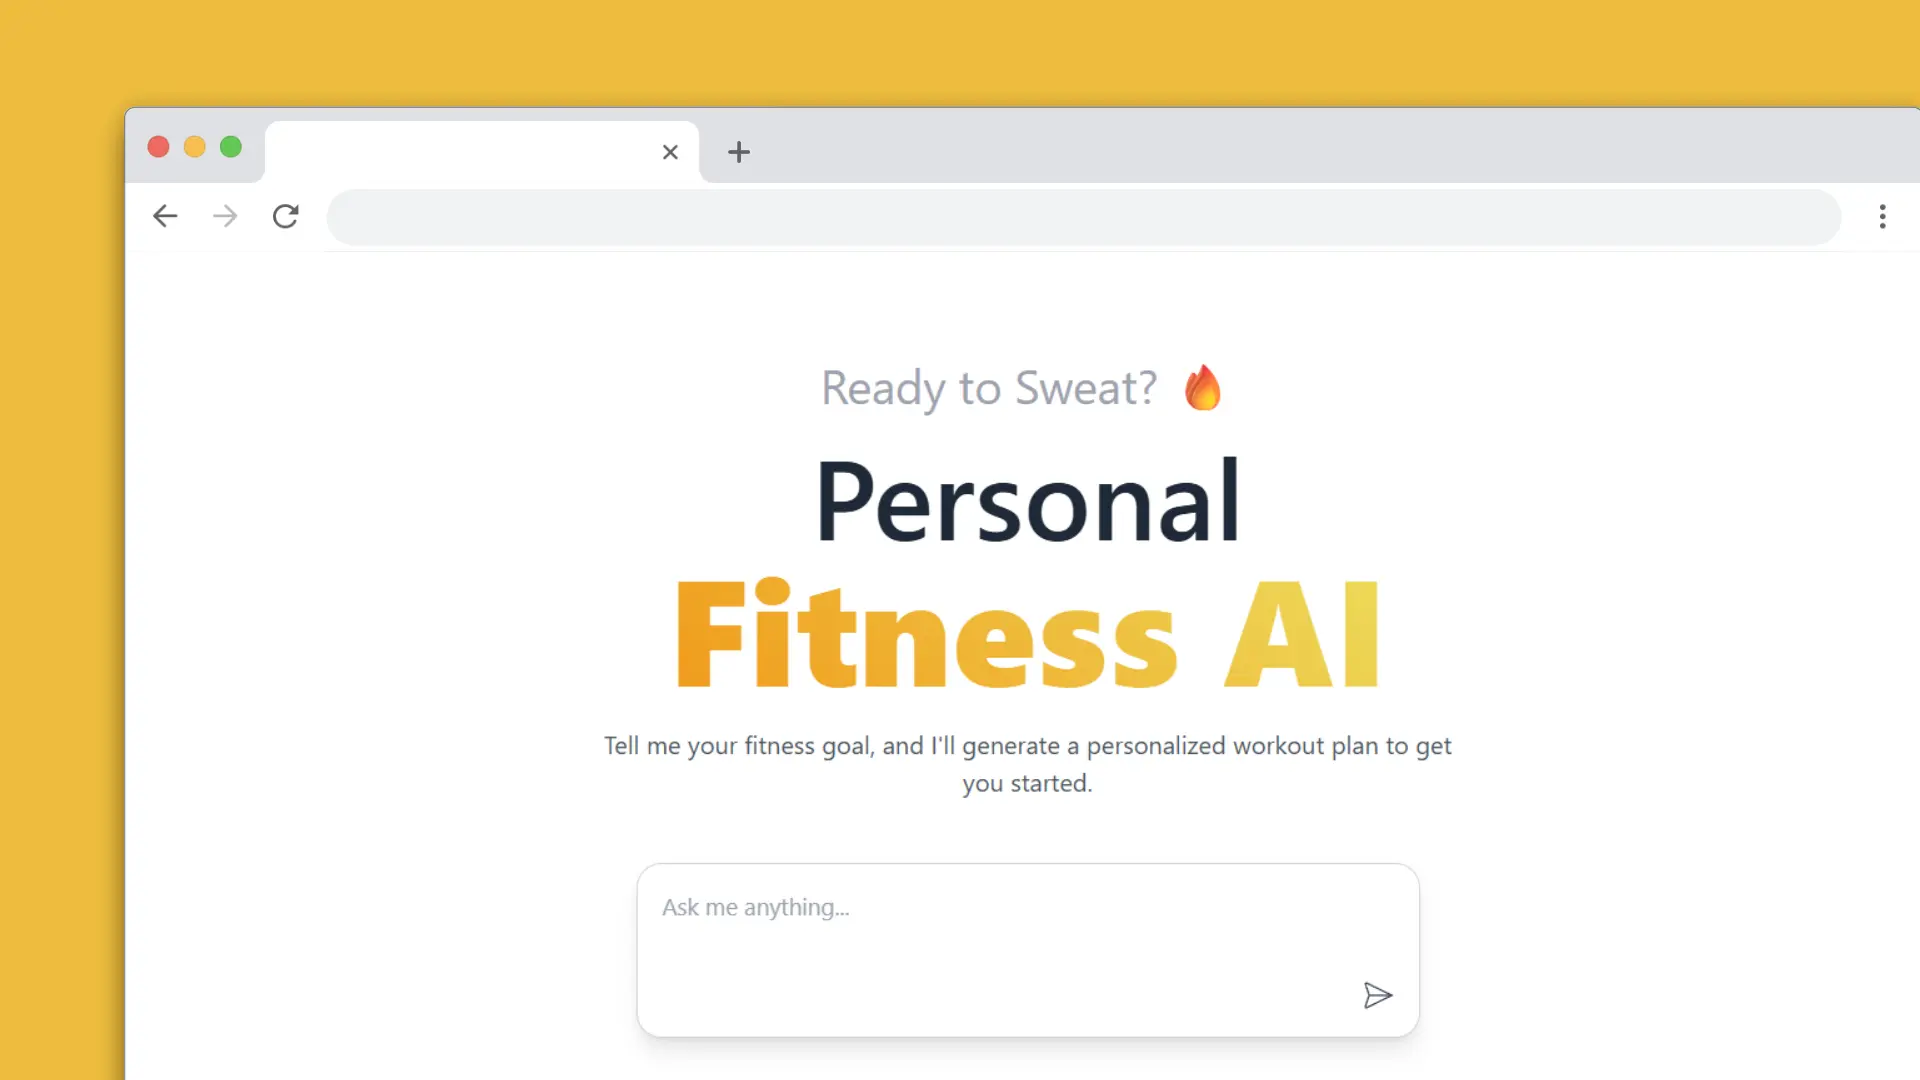 Ready to Sweat? 🔥
Personal
Fitness AI
Tell me your fitness goal, and I'll generate a personalized workout plan to get
you started.
Ask me anything...